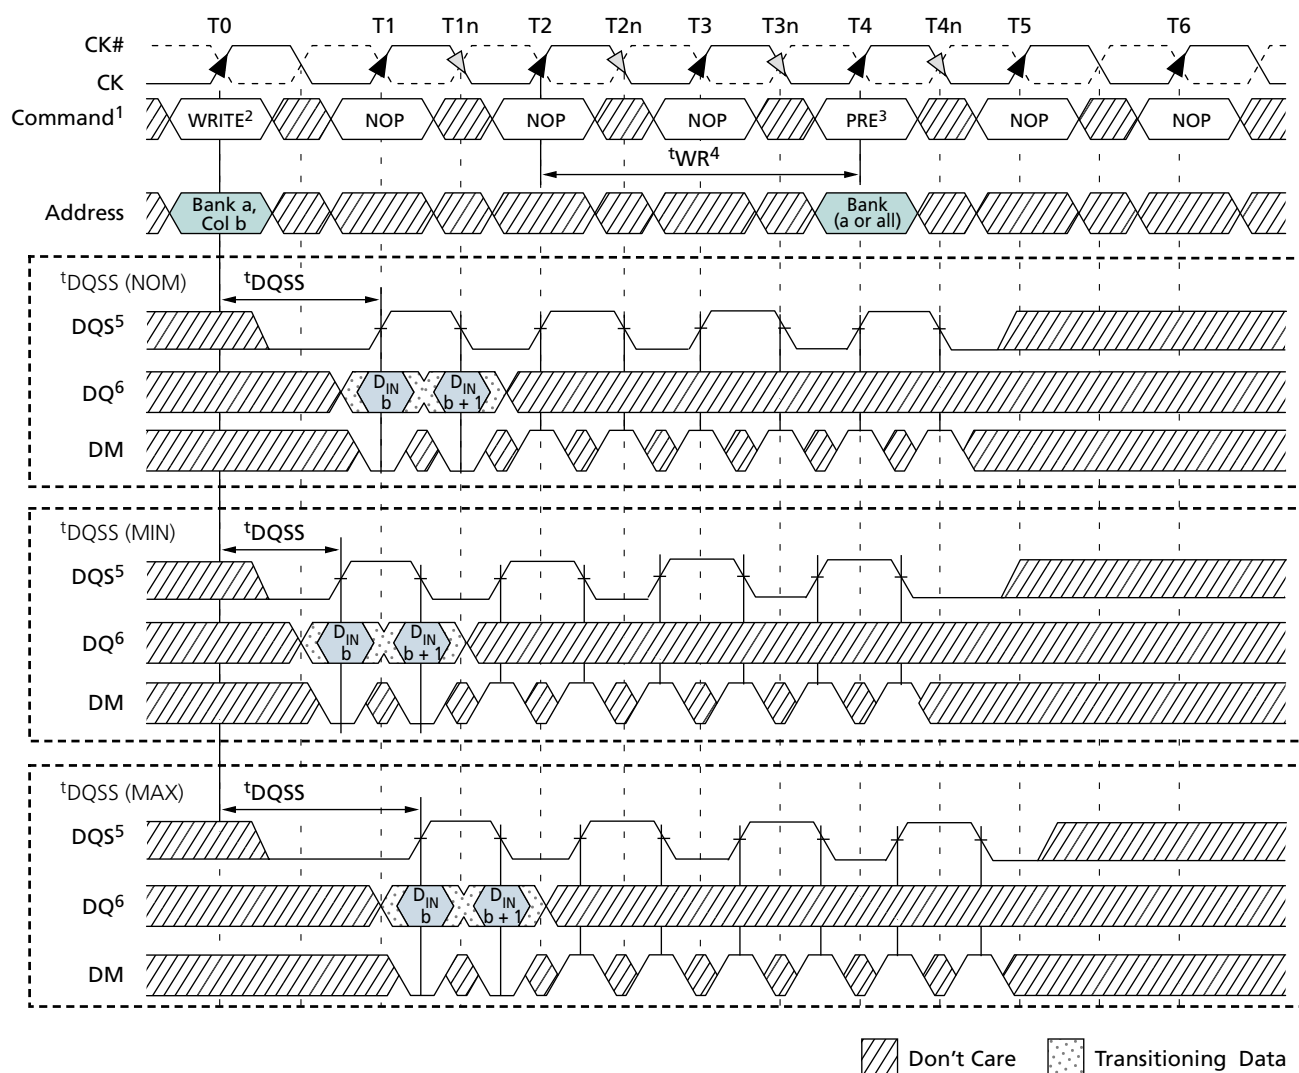 T0 T1 T1n T2 T2n T3 T3n T4 T4n T5 T6
CK#
CK
Command1 WRITE2 NOP NOP NOP PRE3 NOP NOP
tWR4
Address Bank a, Col b Bank (a or all)
tDQSS (NOM) tDQSS
DQS5
DQ6 DIN b DIN b + 1
DM
tDQSS (MIN) tDQSS
DQS5
DQ6 DIN b DIN b + 1
DM
tDQSS (MAX) tDQSS
DQS5
DQ6 DIN b DIN b + 1
DM
Don't Care Transitioning Data